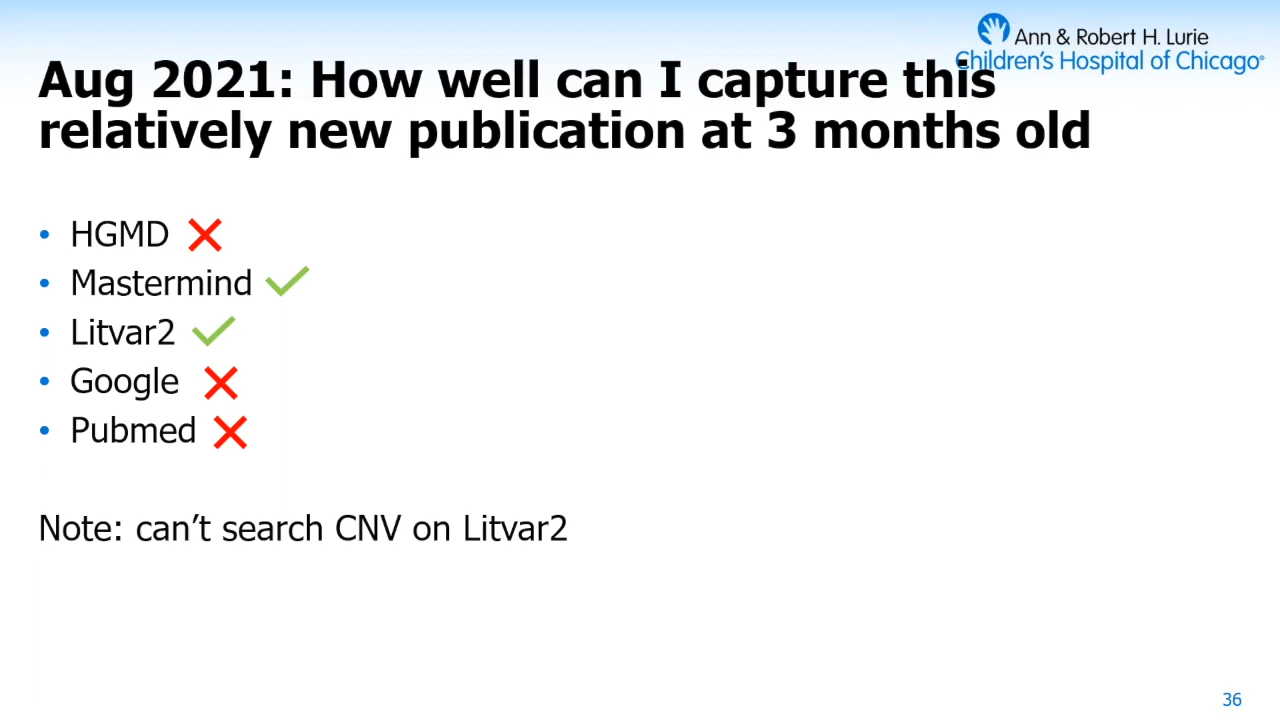 Ann & Robert H. Lurie
Children's Hospital of Chicago®
Aug 2021: How well can I capture this
relatively new publication at 3 months old
• HGMD
• Mastermind
• Litvar2
• Google
• Pubmed
Note: can’t search CNV on Litvar2
36